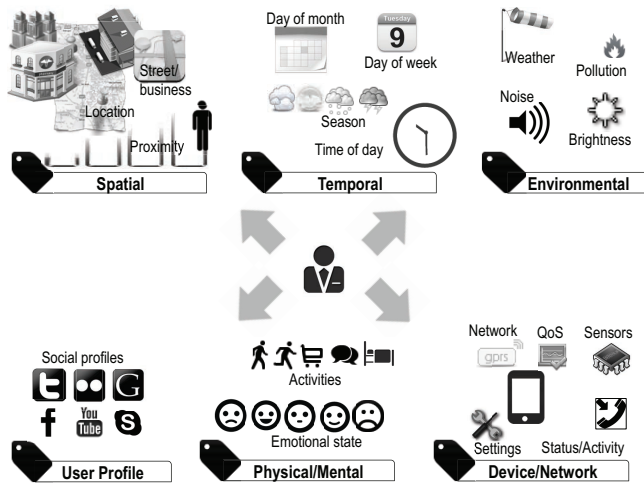 Street/
business
Location
Proximity
Spatial
Day of month
Tuesday
9
Day of week
Season
Time of day
Temporal
Weather
Pollution
Noise
Brightness
Environmental
Social profiles
t
G
f
You
Tube
S
User Profile
Activities
Emotional state
Physical/Mental
Network
QoS
Sensors
gprs
Settings
Status/Activity
Device/Network